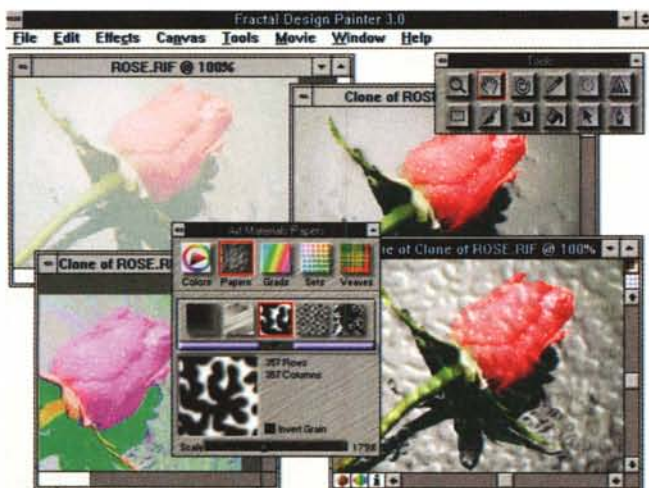 Fractal Design Painter 3.0
File Edit Effects Canvas Tools Movie Window Help
ROSE.RIF @ 100%
Tools
Clone of ROSE
Art Materials Papers
Colors Papers Grads Sets Weaves
Clone of ROSE.RIF
ne of Clone of ROSE.RIF @ 100%
357 Rows
357 Columns
Invert Grain
Scale
179%